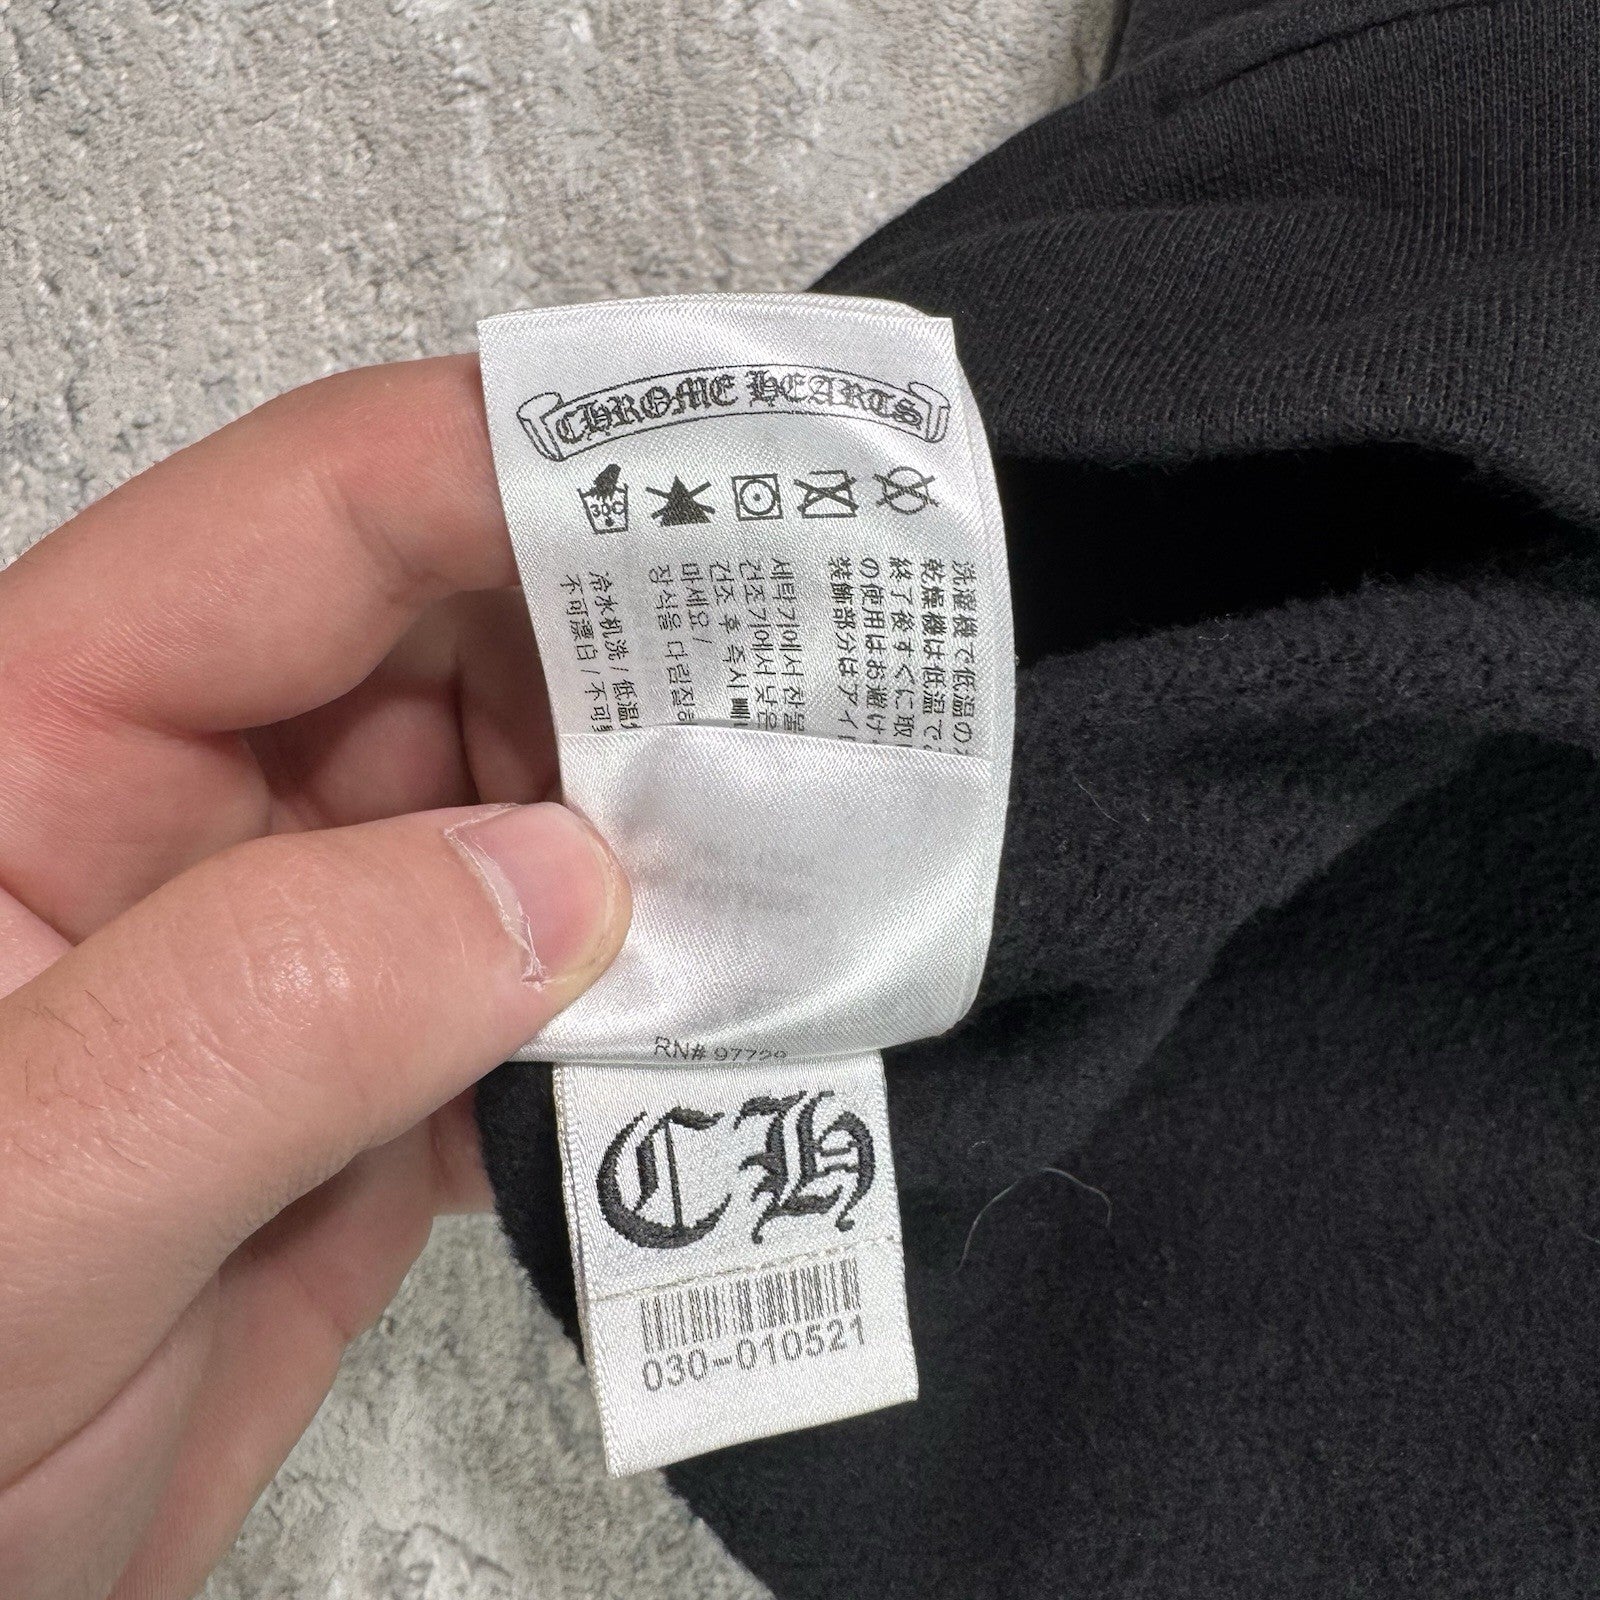 CHROME HEARTS
30C
洗濯機で低温の
乾燥機は低温で
終了後すぐに取
の使用はお避け
装飾部分はアイ
세탁기에서 찬물
건조기에서 낮은
건조 후 즉시 빼
마세요 /
장식을 다림질
冷水机洗 / 低温
不可漂白 / 不可
RN# 97729
CH
030-010521